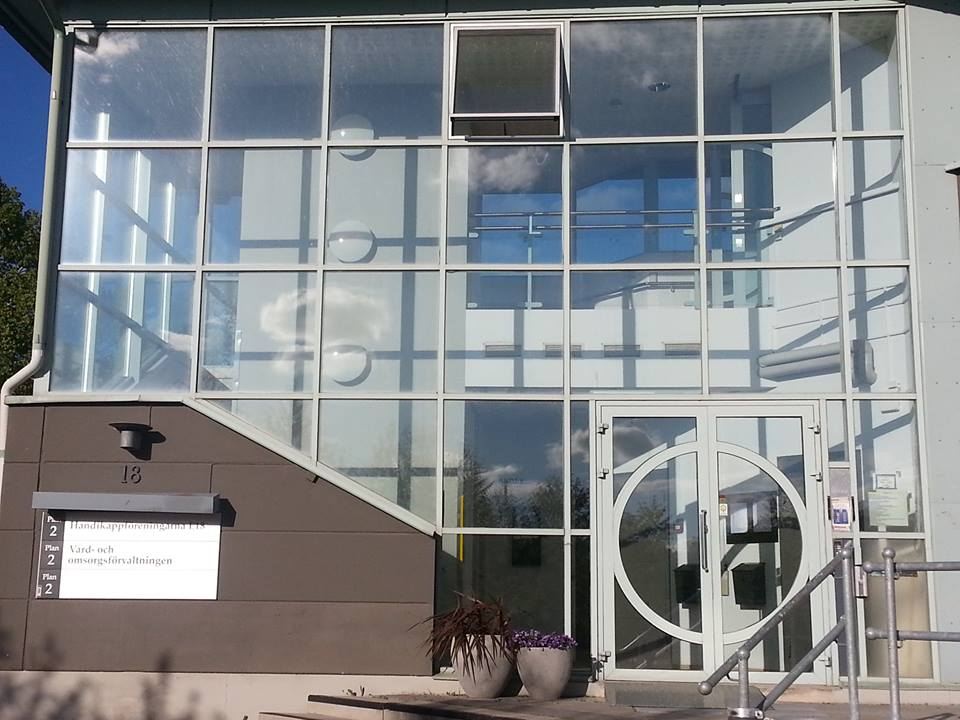 18
Plan 2
Handikappföreningarna I 18
Plan 2
Vård- och
omsorgsförvaltningen
Plan 2